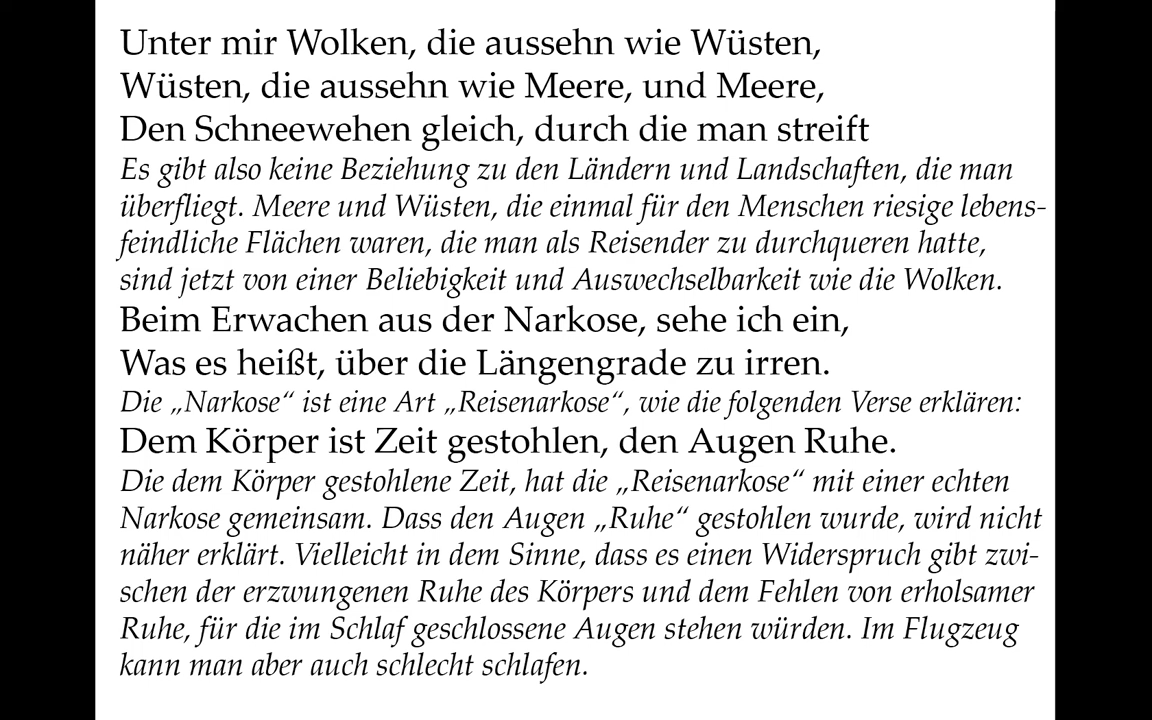 Unter mir Wolken, die aussehn wie Wüsten,
Wüsten, die aussehn wie Meere, und Meere,
Den Schneewehen gleich, durch die man streift
Es gibt also keine Beziehung zu den Ländern und Landschaften, die man
überfliegt. Meere und Wüsten, die einmal für den Menschen riesige lebens-
feindliche Flächen waren, die man als Reisender zu durchqueren hatte,
sind jetzt von einer Beliebigkeit und Auswechselbarkeit wie die Wolken.
Beim Erwachen aus der Narkose, sehe ich ein,
Was es heißt, über die Längengrade zu irren.
Die „Narkose“ ist eine Art „Reisenarkose“, wie die folgenden Verse erklären:
Dem Körper ist Zeit gestohlen, den Augen Ruhe.
Die dem Körper gestohlene Zeit, hat die „Reisenarkose“ mit einer echten
Narkose gemeinsam. Dass den Augen „Ruhe“ gestohlen wurde, wird nicht
näher erklärt. Vielleicht in dem Sinne, dass es einen Widerspruch gibt zwi-
schen der erzwungenen Ruhe des Körpers und dem Fehlen von erholsamer
Ruhe, für die im Schlaf geschlossene Augen stehen würden. Im Flugzeug
kann man aber auch schlecht schlafen.